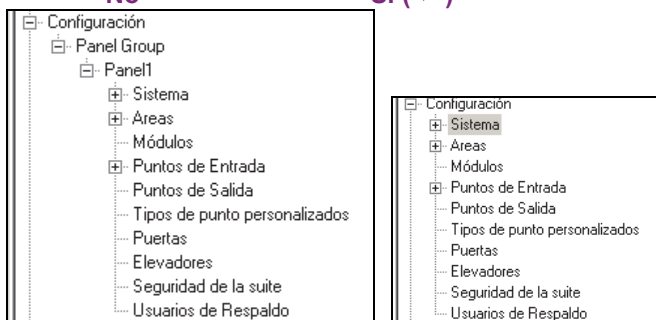 NO
Configuración
Panel Group
Panel1
Sistema
Areas
Módulos
Puntos de Entrada
Puntos de Salida
Tipos de punto personalizados
Puertas
Elevadores
Seguridad de la suite
Usuarios de Respaldo
Configuración
Sistema
Areas
Módulos
Puntos de Entrada
Puntos de Salida
Tipos de punto personalizados
Puertas
Elevadores
Seguridad de la suite
Usuarios de Respaldo